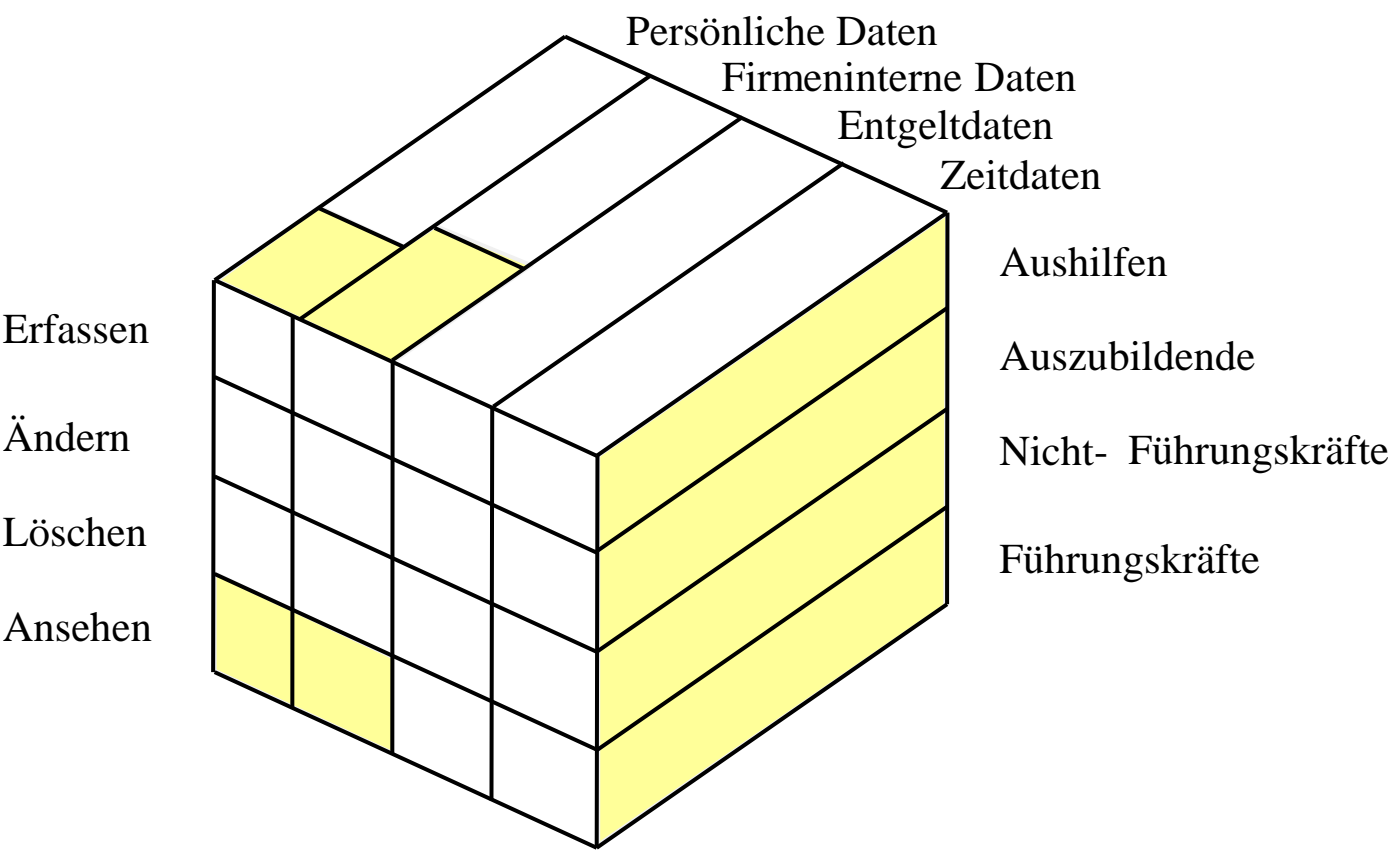 Persönliche Daten
Firmeninterne Daten
Entgeltdaten
Zeitdaten
Erfassen
Ändern
Löschen
Ansehen
Aushilfen
Auszubildende
Nicht- Führungskräfte
Führungskräfte